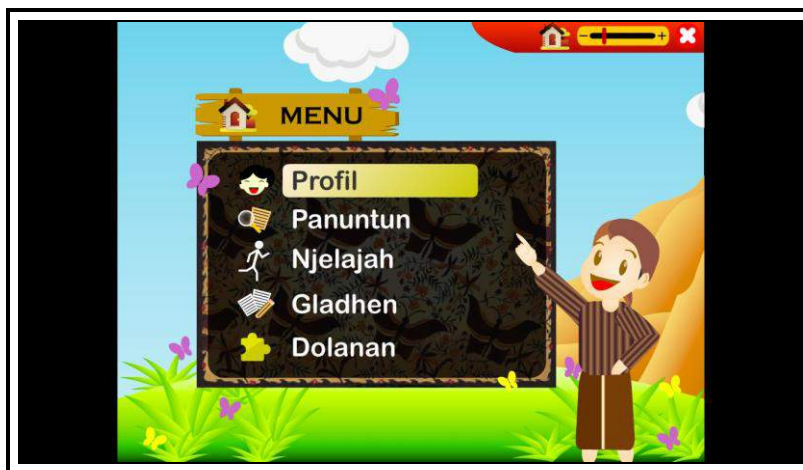 MENU
Profil
Panuntun
Njelajah
Gladhen
Dolanan